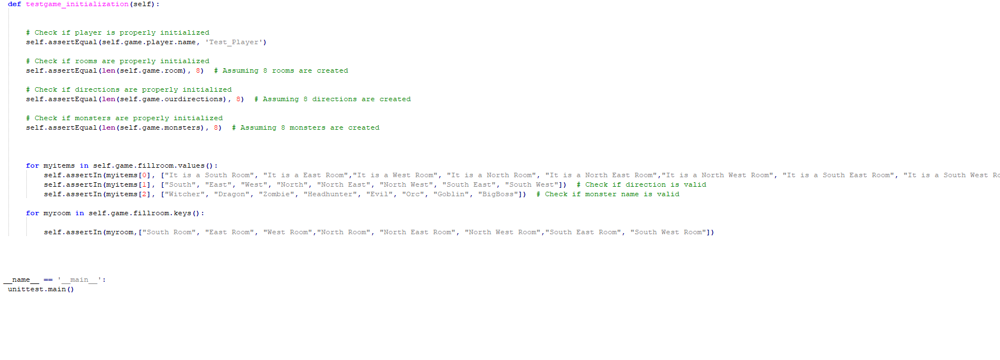 def testgame_initialization(self):
# Check if player is properly initialized
self.assertEqual(self.game.player.name, 'Test_Player')
# Check if rooms are properly initialized
self.assertEqual(len(self.game.room), 8)  # Assuming 8 rooms are created
# Check if directions are properly initialized
self.assertEqual(len(self.game.ourdirections), 8)  # Assuming 8 directions are created
# Check if monsters are properly initialized
self.assertEqual(len(self.game.monsters), 8)  # Assuming 8 monsters are created
for myitems in self.game.fillroom.values():
self.assertIn(myitems[0], ["It is a South Room", "It is a East Room","It is a West Room", "It is a North Room", "It is a North East Room","It is a North West Room", "It is a South East Room", "It is a South West
self.assertIn(myitems[1], ["South", "East", "West", "North", "North East", "North West", "South East", "South West"])  # Check if direction is valid
self.assertIn(myitems[2], ["Witcher", "Dragon", "Zombie", "Headhunter", "Evil", "Orc", "Goblin", "BigBoss"])  # Check if monster name is valid
for myroom in self.game.fillroom.keys():
self.assertIn(myroom,["South Room", "East Room", "West Room","North Room", "North East Room", "North West Room","South East Room", "South West Room"])
__name__ == '__main__':
unittest.main()